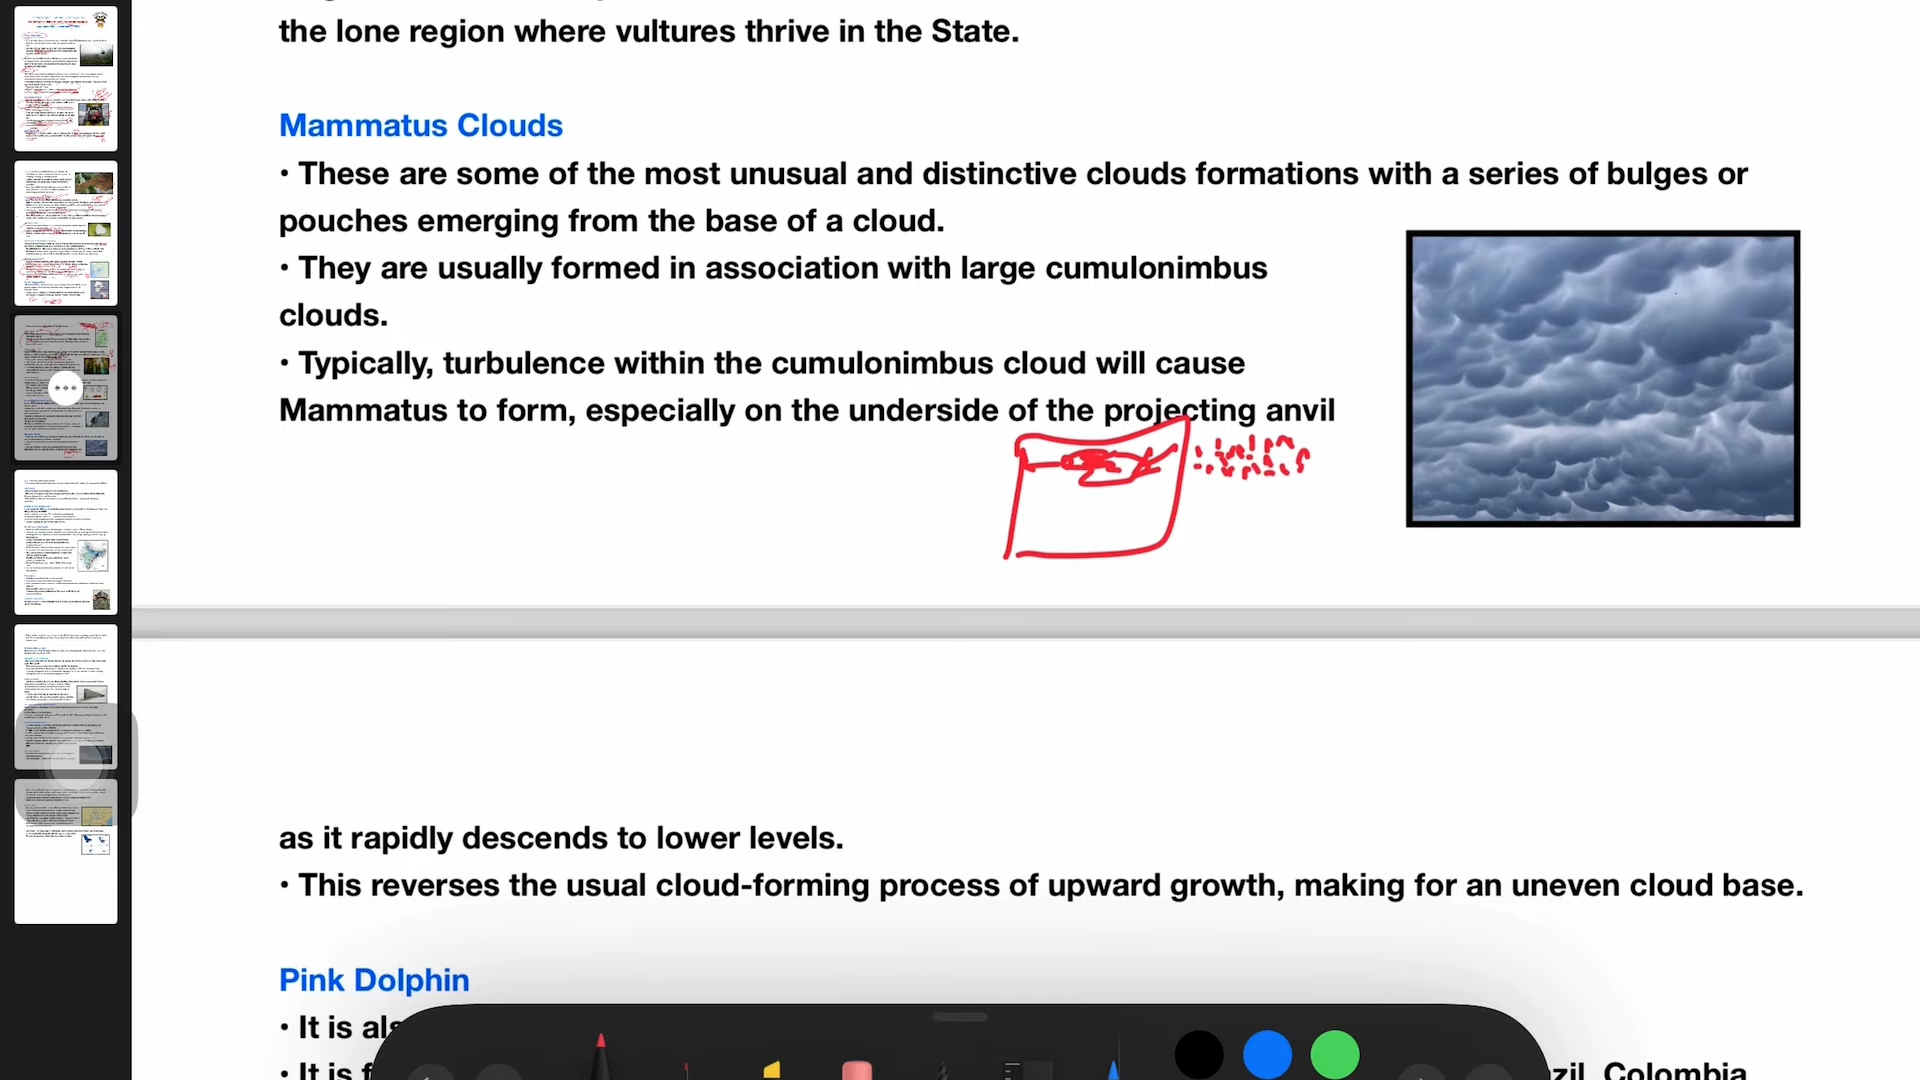 the lone region where vultures thrive in the State.
Mammatus Clouds
• These are some of the most unusual and distinctive clouds formations with a series of bulges or
pouches emerging from the base of a cloud.
• They are usually formed in association with large cumulonimbus
clouds.
• Typically, turbulence within the cumulonimbus cloud will cause
Mammatus to form, especially on the underside of the projecting anvil
as it rapidly descends to lower levels.
• This reverses the usual cloud-forming process of upward growth, making for an uneven cloud base.
Pink Dolphin
• It is
• It is Colombia